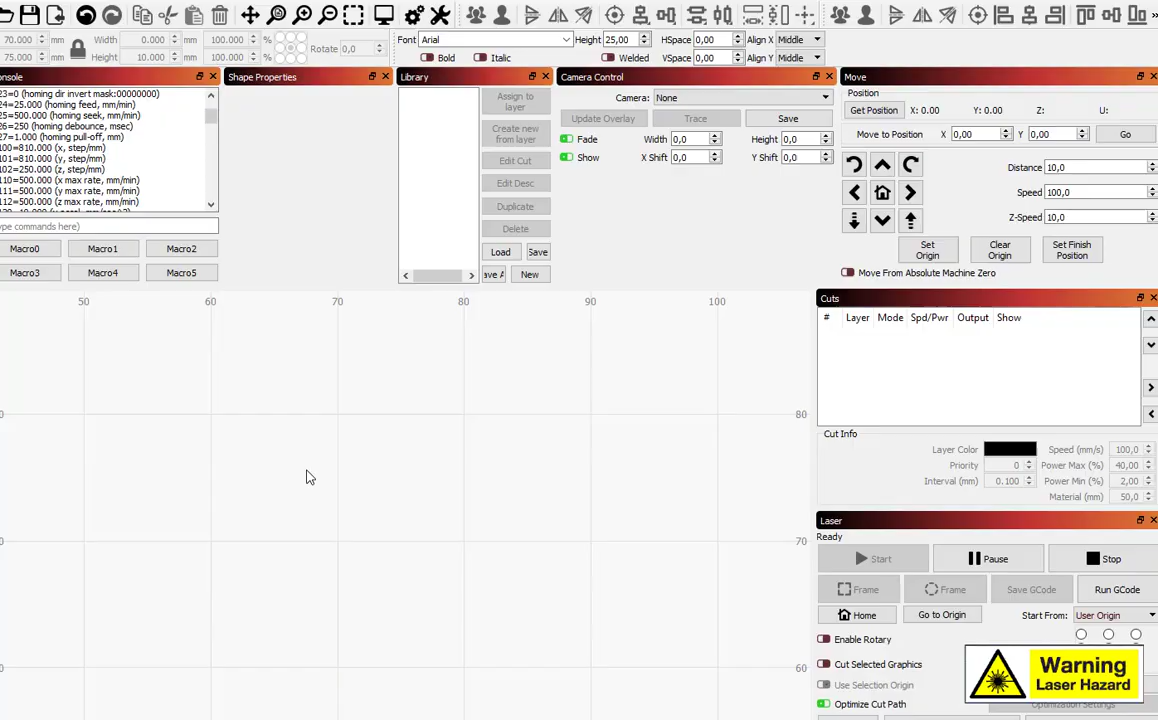 70.000 mm Width 0.000 mm 100.000 %
75.000 mm Height 10.000 mm 100.000 %
Rotate 0,0
Font Arial Height 25,00 HSpace 0,00 Align X Middle
Bold Italic Welded VSpace 0,00 Align Y Middle
onsole
23=0 (homing dir invert mask:00000000)
24=25.000 (homing feed, mm/min)
25=500.000 (homing seek, mm/min)
26=250 (homing debounce, msec)
27=1.000 (homing pull-off, mm)
100=810.000 (x, step/mm)
101=810.000 (y, step/mm)
102=250.000 (z, step/mm)
110=500.000 (x max rate, mm/min)
111=500.000 (y max rate, mm/min)
112=500.000 (z max rate, mm/min)
ype commands here)
Macro0 Macro1 Macro2
Macro3 Macro4 Macro5
Shape Properties
Library
Assign to
layer
Create new
from layer
Edit Cut
Edit Desc
Duplicate
Delete
Load Save
ave A New
Camera Control
Camera: None
Update Overlay Trace Save
Fade Width 0,0 Height 0,0
Show X Shift 0,0 Y Shift 0,0
Move
Position
Get Position X: 0.00 Y: 0.00 Z: U:
Move to Position X 0,00 Y 0,00 Go
Distance 10,0
Speed 100,0
Z-Speed 10,0
Set
Origin
Clear
Origin
Set Finish
Position
Move From Absolute Machine Zero
50 60 70 80 90 100
80
70
60
Cuts
# Layer Mode Spd/Pwr Output Show
Cut Info
Layer Color Speed (mm/s) 100,0
Priority 0 Power Max (%) 40,00
Interval (mm) 0.100 Power Min (%) 2,00
Material (mm) 50,0
Laser
Ready
Start Pause Stop
Frame Frame Save GCode Run GCode
Home Go to Origin Start From: User Origin
Enable Rotary
Cut Selected Graphics
Use Selection Origin
Optimize Cut Path
Warning
Laser Hazard